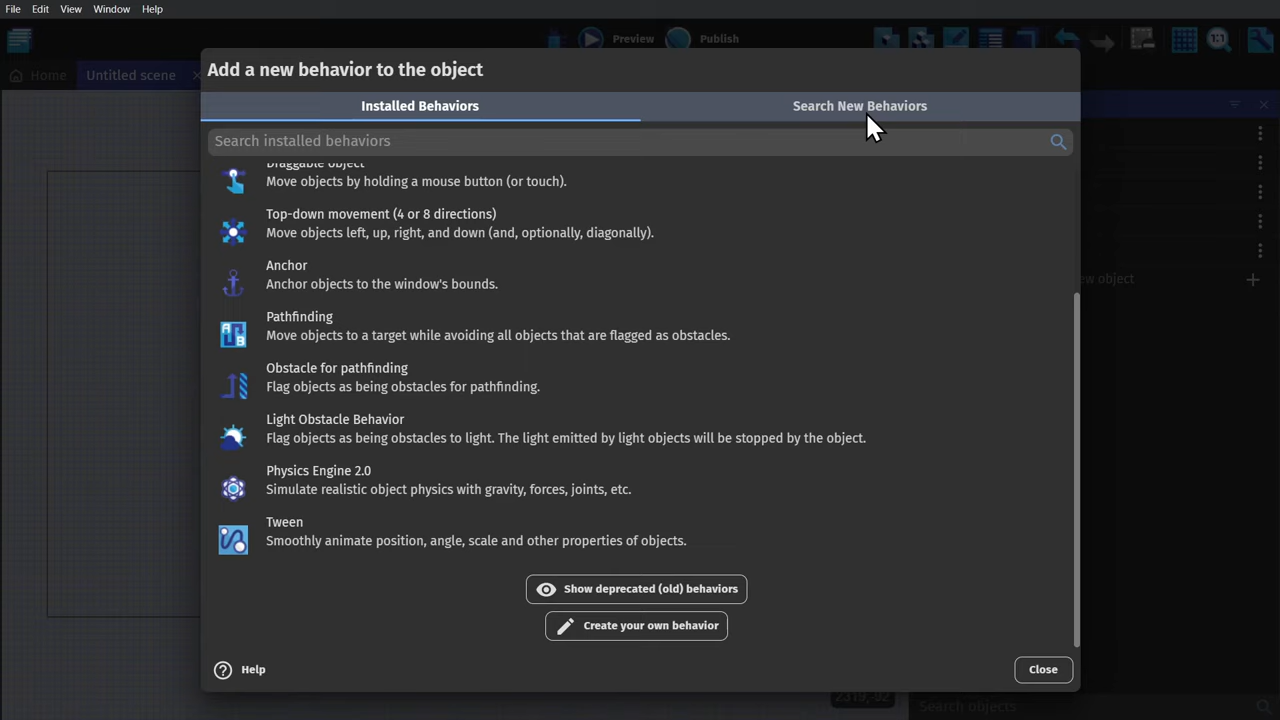 File Edit View Window Help
Preview Publish
Home Untitled scene
Add a new behavior to the object
Installed Behaviors Search New Behaviors
Search installed behaviors
Draggable object
Move objects by holding a mouse button (or touch).
Top-down movement (4 or 8 directions)
Move objects left, up, right, and down (and, optionally, diagonally).
Anchor
Anchor objects to the window's bounds.
ew object
Pathfinding
Move objects to a target while avoiding all objects that are flagged as obstacles.
Obstacle for pathfinding
Flag objects as being obstacles for pathfinding.
Light Obstacle Behavior
Flag objects as being obstacles to light. The light emitted by light objects will be stopped by the object.
Physics Engine 2.0
Simulate realistic object physics with gravity, forces, joints, etc.
Tween
Smoothly animate position, angle, scale and other properties of objects.
Show deprecated (old) behaviors
Create your own behavior
Help Close
Search objects